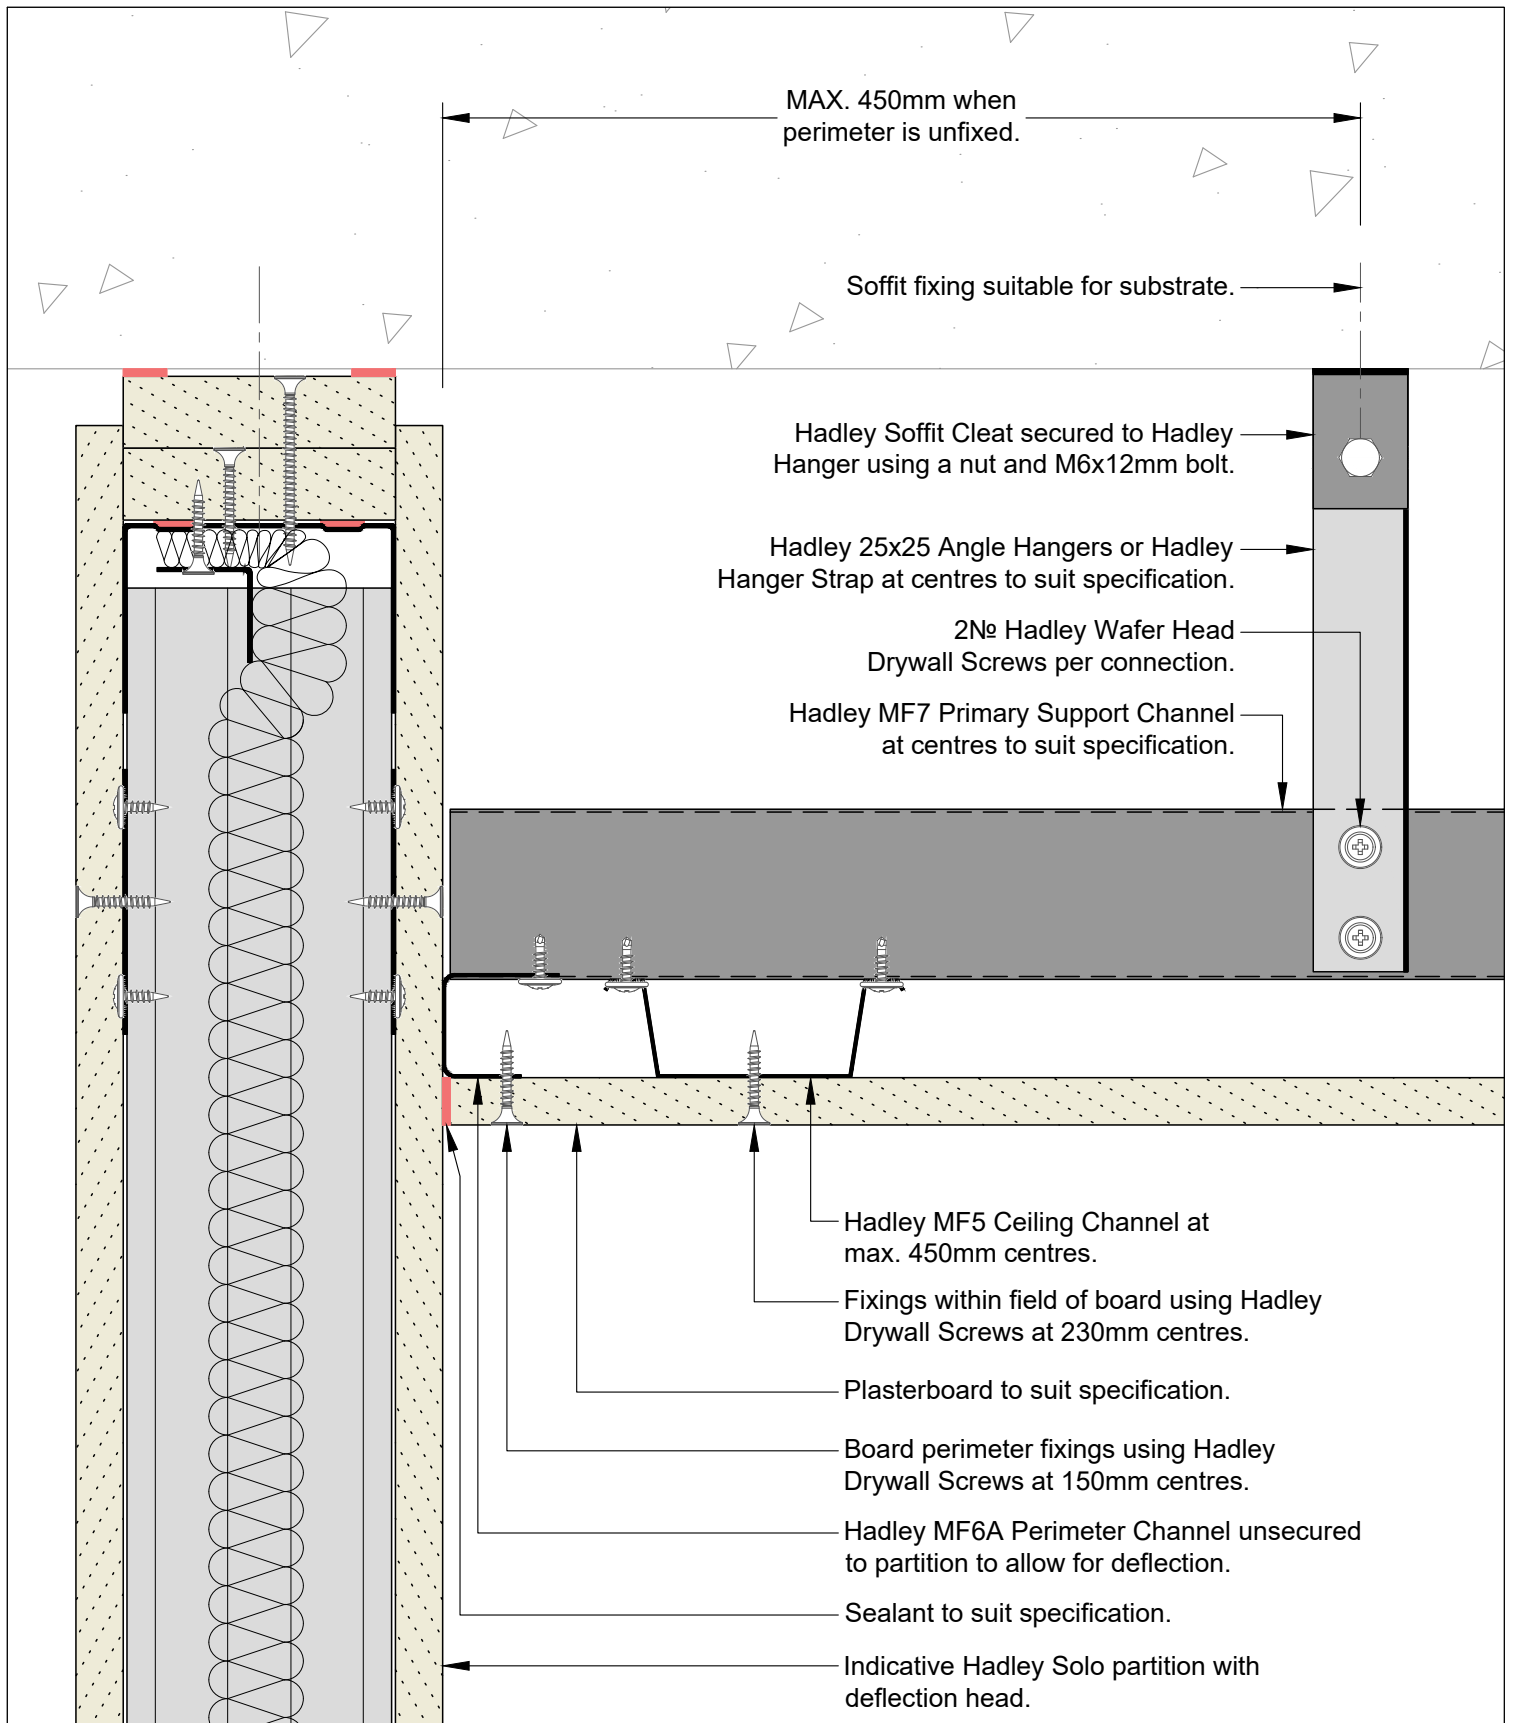 MAX. 450mm when
perimeter is unfixed.
Soffit fixing suitable for substrate.
Hadley Soffit Cleat secured to Hadley
Hanger using a nut and M6x12mm bolt.
Hadley 25x25 Angle Hangers or Hadley
Hanger Strap at centres to suit specification.
2№ Hadley Wafer Head
Drywall Screws per connection.
Hadley MF7 Primary Support Channel
at centres to suit specification.
Hadley MF5 Ceiling Channel at
max. 450mm centres.
Fixings within field of board using Hadley
Drywall Screws at 230mm centres.
Plasterboard to suit specification.
Board perimeter fixings using Hadley
Drywall Screws at 150mm centres.
Hadley MF6A Perimeter Channel unsecured
to partition to allow for deflection.
Sealant to suit specification.
Indicative Hadley Solo partition with
deflection head.